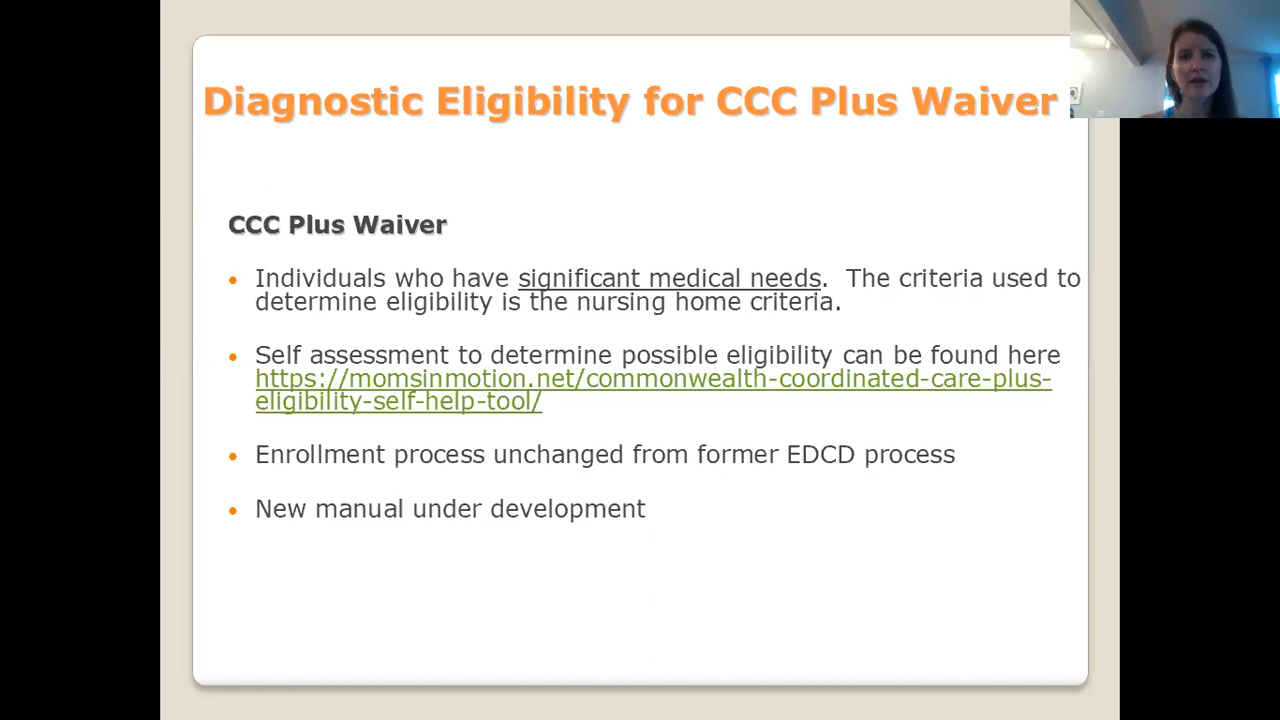 Diagnostic Eligibility for CCC Plus Waiver
CCC Plus Waiver
• Individuals who have significant medical needs.  The criteria used to
determine eligibility is the nursing home criteria.
• Self assessment to determine possible eligibility can be found here
https://momsinmotion.net/commonwealth-coordinated-care-plus-
eligibility-self-help-tool/
• Enrollment process unchanged from former EDCD process
• New manual under development